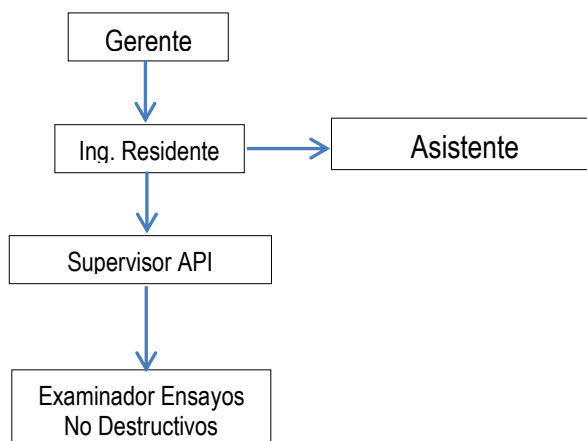 Gerente
Ing. Residente
Asistente
Supervisor API
Examinador Ensayos
No Destructivos